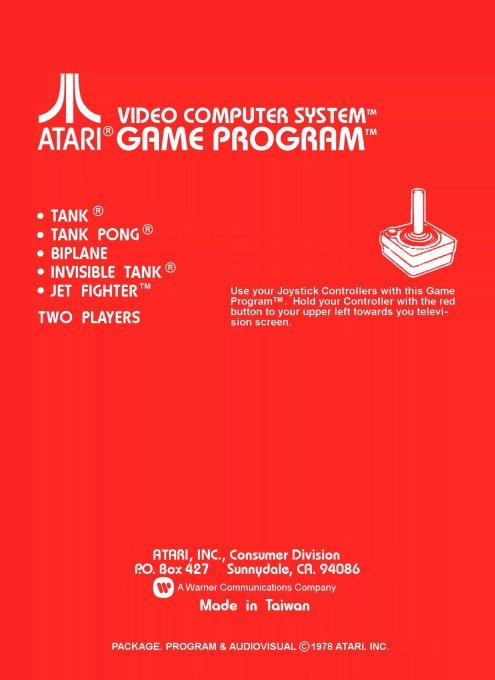 VIDEO COMPUTER SYSTEM™
ATARI® GAME PROGRAM™
• TANK®
• TANK PONG®
• BIPLANE
• INVISIBLE TANK®
• JET FIGHTER™
TWO PLAYERS
Use your Joystick Controllers with this Game
Program™. Hold your Controller with the red
button to your upper left towards you televi-
sion screen.
ATARI, INC., Consumer Division
P.O. Box 427 Sunnydale, CA. 94086
A Warner Communications Company
Made in Taiwan
PACKAGE. PROGRAM & AUDIOVISUAL ©1978 ATARI. INC.